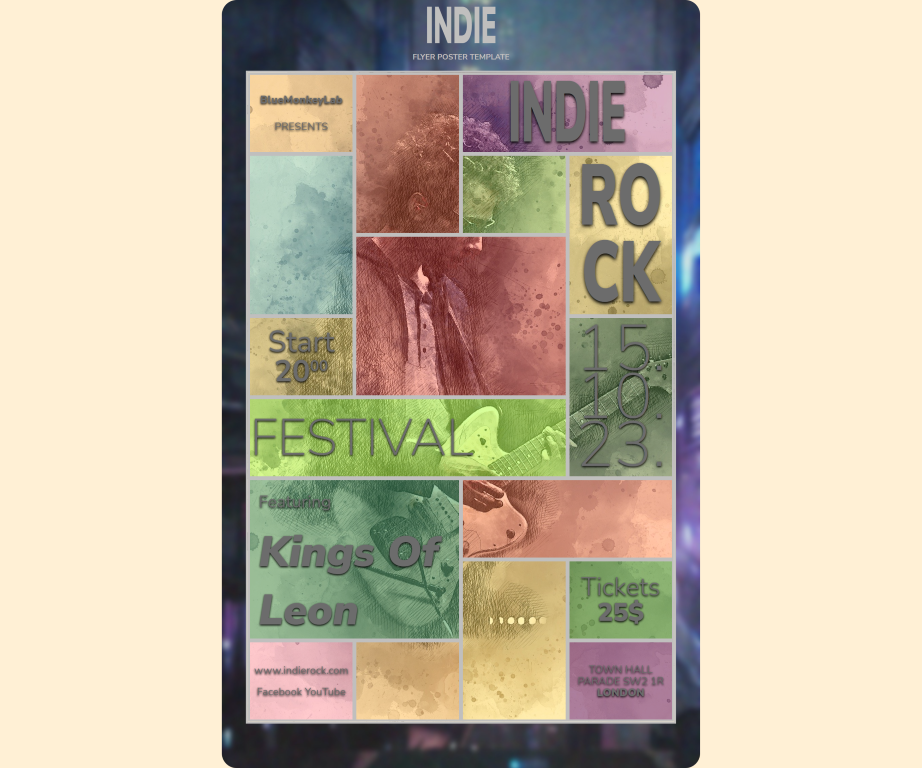 INDIE
FLYER POSTER TEMPLATE
BlueMonkeyLab
PRESENTS
INDIE
RO
CK
Start
20⁰⁰
15.
10.
23.
FESTIVAL
Featuring
Kings Of
Leon
Tickets
25$
www.indierock.com
Facebook YouTube
TOWN HALL
PARADE SW2 1R
LONDON